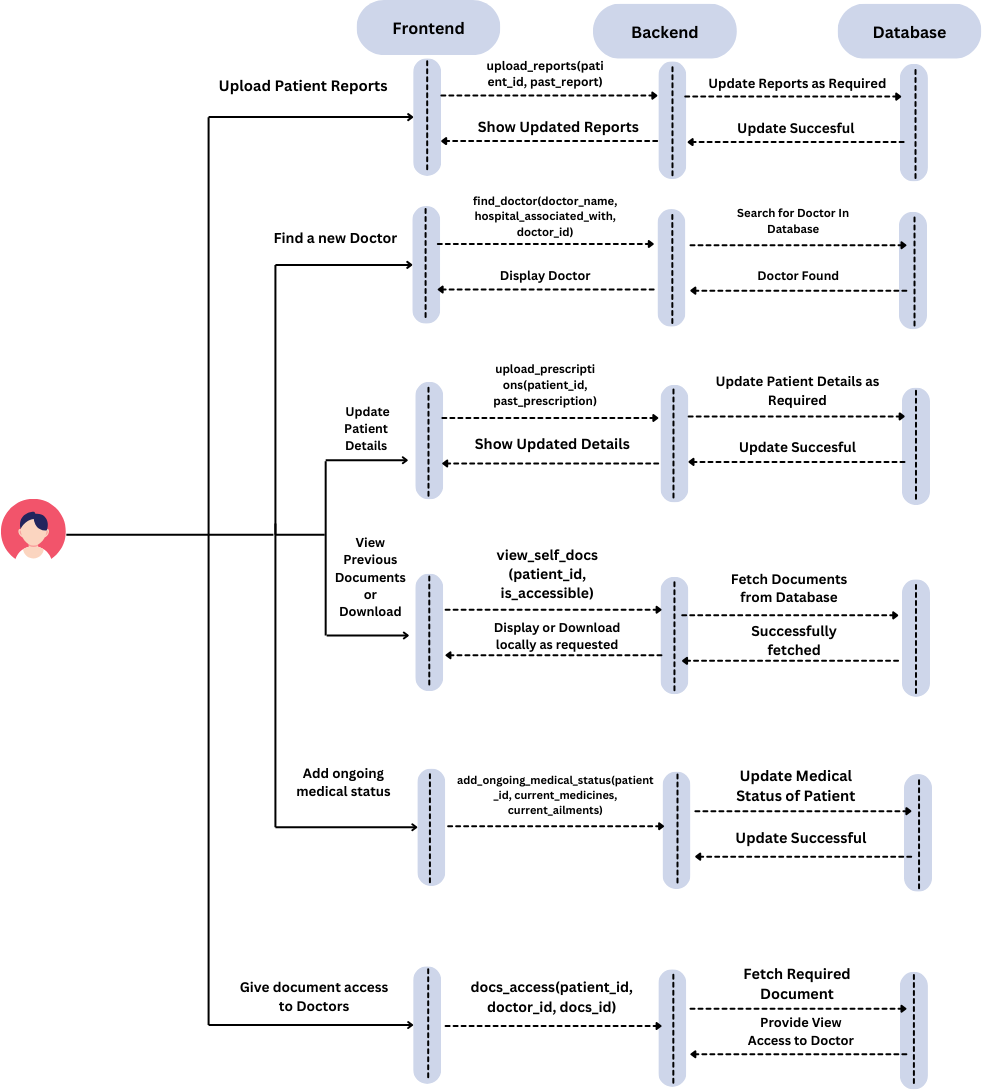 Frontend
Backend
Database
Upload Patient Reports
upload_reports(pati
ent_id, past_report)
Update Reports as Required
Show Updated Reports
Update Succesful
Find a new Doctor
find_doctor(doctor_name,
hospital_associated_with,
doctor_id)
Search for Doctor In
Database
Display Doctor
Doctor Found
Update
Patient
Details
upload_prescripti
ons(patient_id,
past_prescription)
Update Patient Details as
Required
Show Updated Details
Update Succesful
View
Previous
Documents
or
Download
view_self_docs
(patient_id,
is_accessible)
Fetch Documents
from Database
Display or Download
locally as requested
Successfully
fetched
Add ongoing
medical status
add_ongoing_medical_status(patient
_id, current_medicines,
current_ailments)
Update Medical
Status of Patient
Update Successful
Give document access
to Doctors
docs_access(patient_id,
doctor_id, docs_id)
Fetch Required
Document
Provide View
Access to Doctor